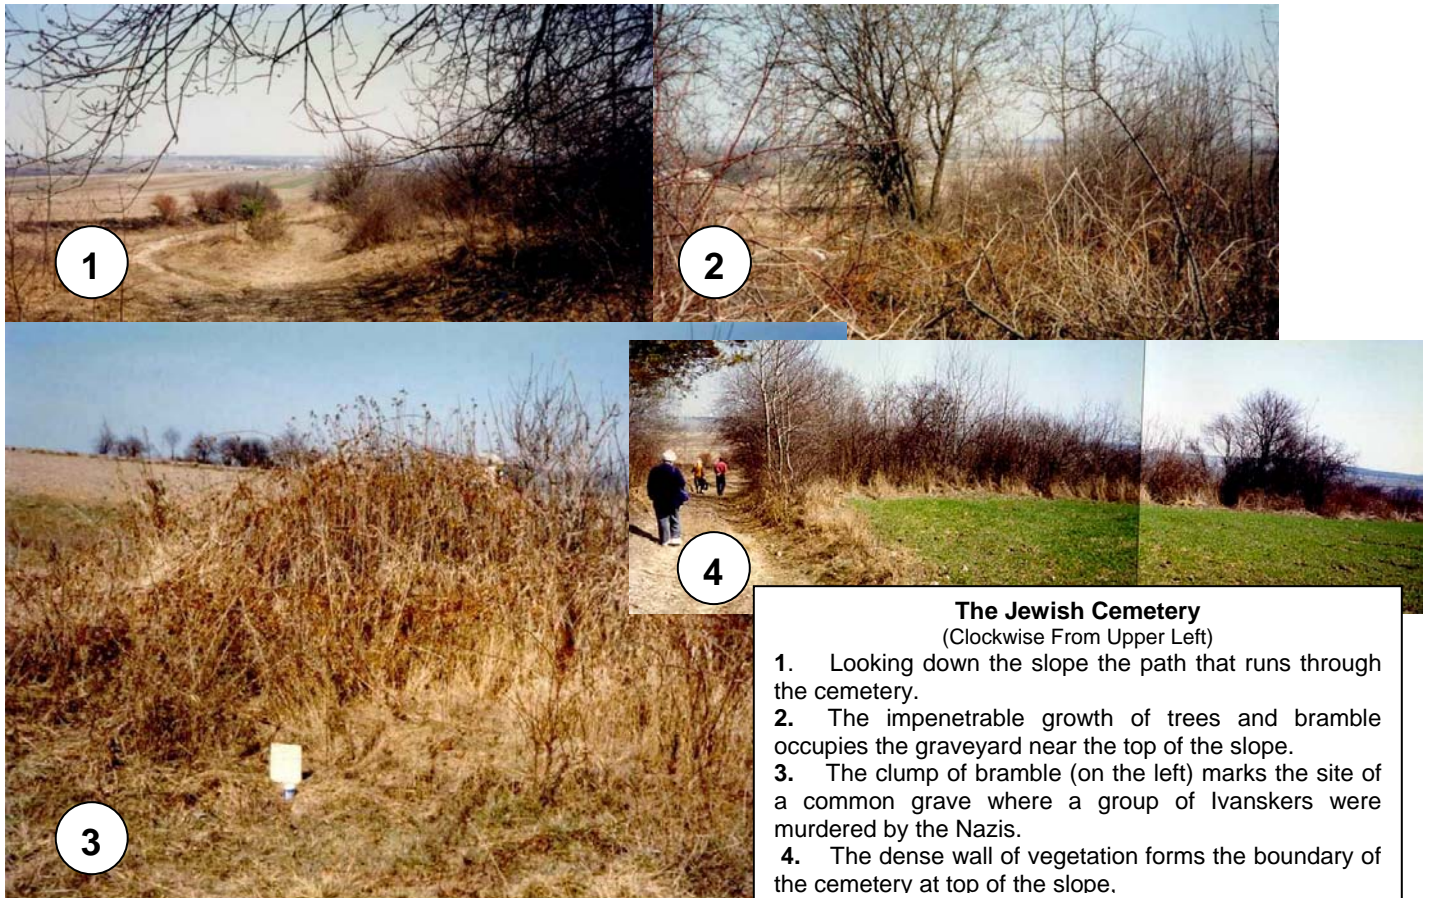 1
2
3
4
The Jewish Cemetery
(Clockwise From Upper Left)
1. Looking down the slope the path that runs through
the cemetery.
2. The impenetrable growth of trees and bramble
occupies the graveyard near the top of the slope.
3. The clump of bramble (on the left) marks the site of
a common grave where a group of Ivanskers were
murdered by the Nazis.
4. The dense wall of vegetation forms the boundary of
the cemetery at top of the slope,